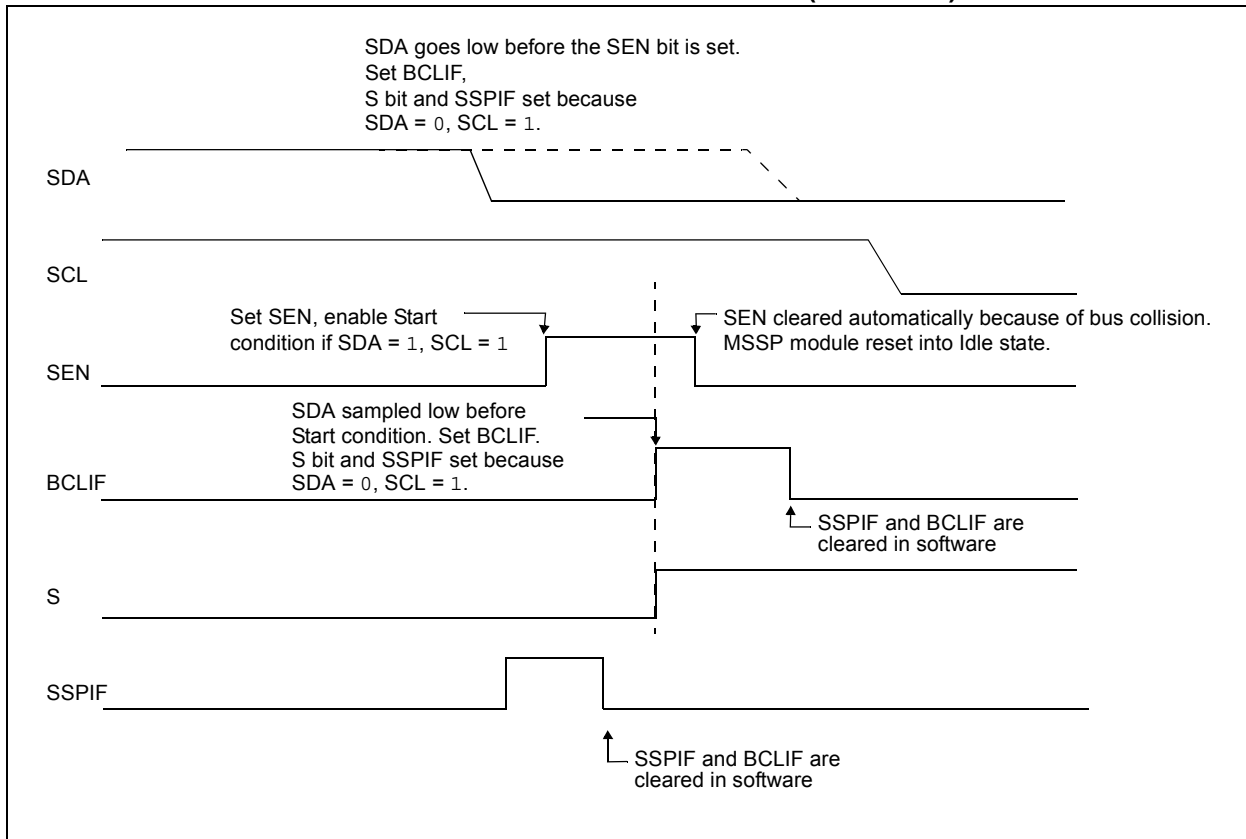 SDA goes low before the SEN bit is set.
Set BCLIF,
S bit and SSPIF set because
SDA = 0, SCL = 1.
SDA
SCL
Set SEN, enable Start
condition if SDA = 1, SCL = 1
SEN cleared automatically because of bus collision.
MSSP module reset into Idle state.
SEN
SDA sampled low before
Start condition. Set BCLIF.
S bit and SSPIF set because
SDA = 0, SCL = 1.
BCLIF
SSPIF and BCLIF are
cleared in software
S
SSPIF
SSPIF and BCLIF are
cleared in software